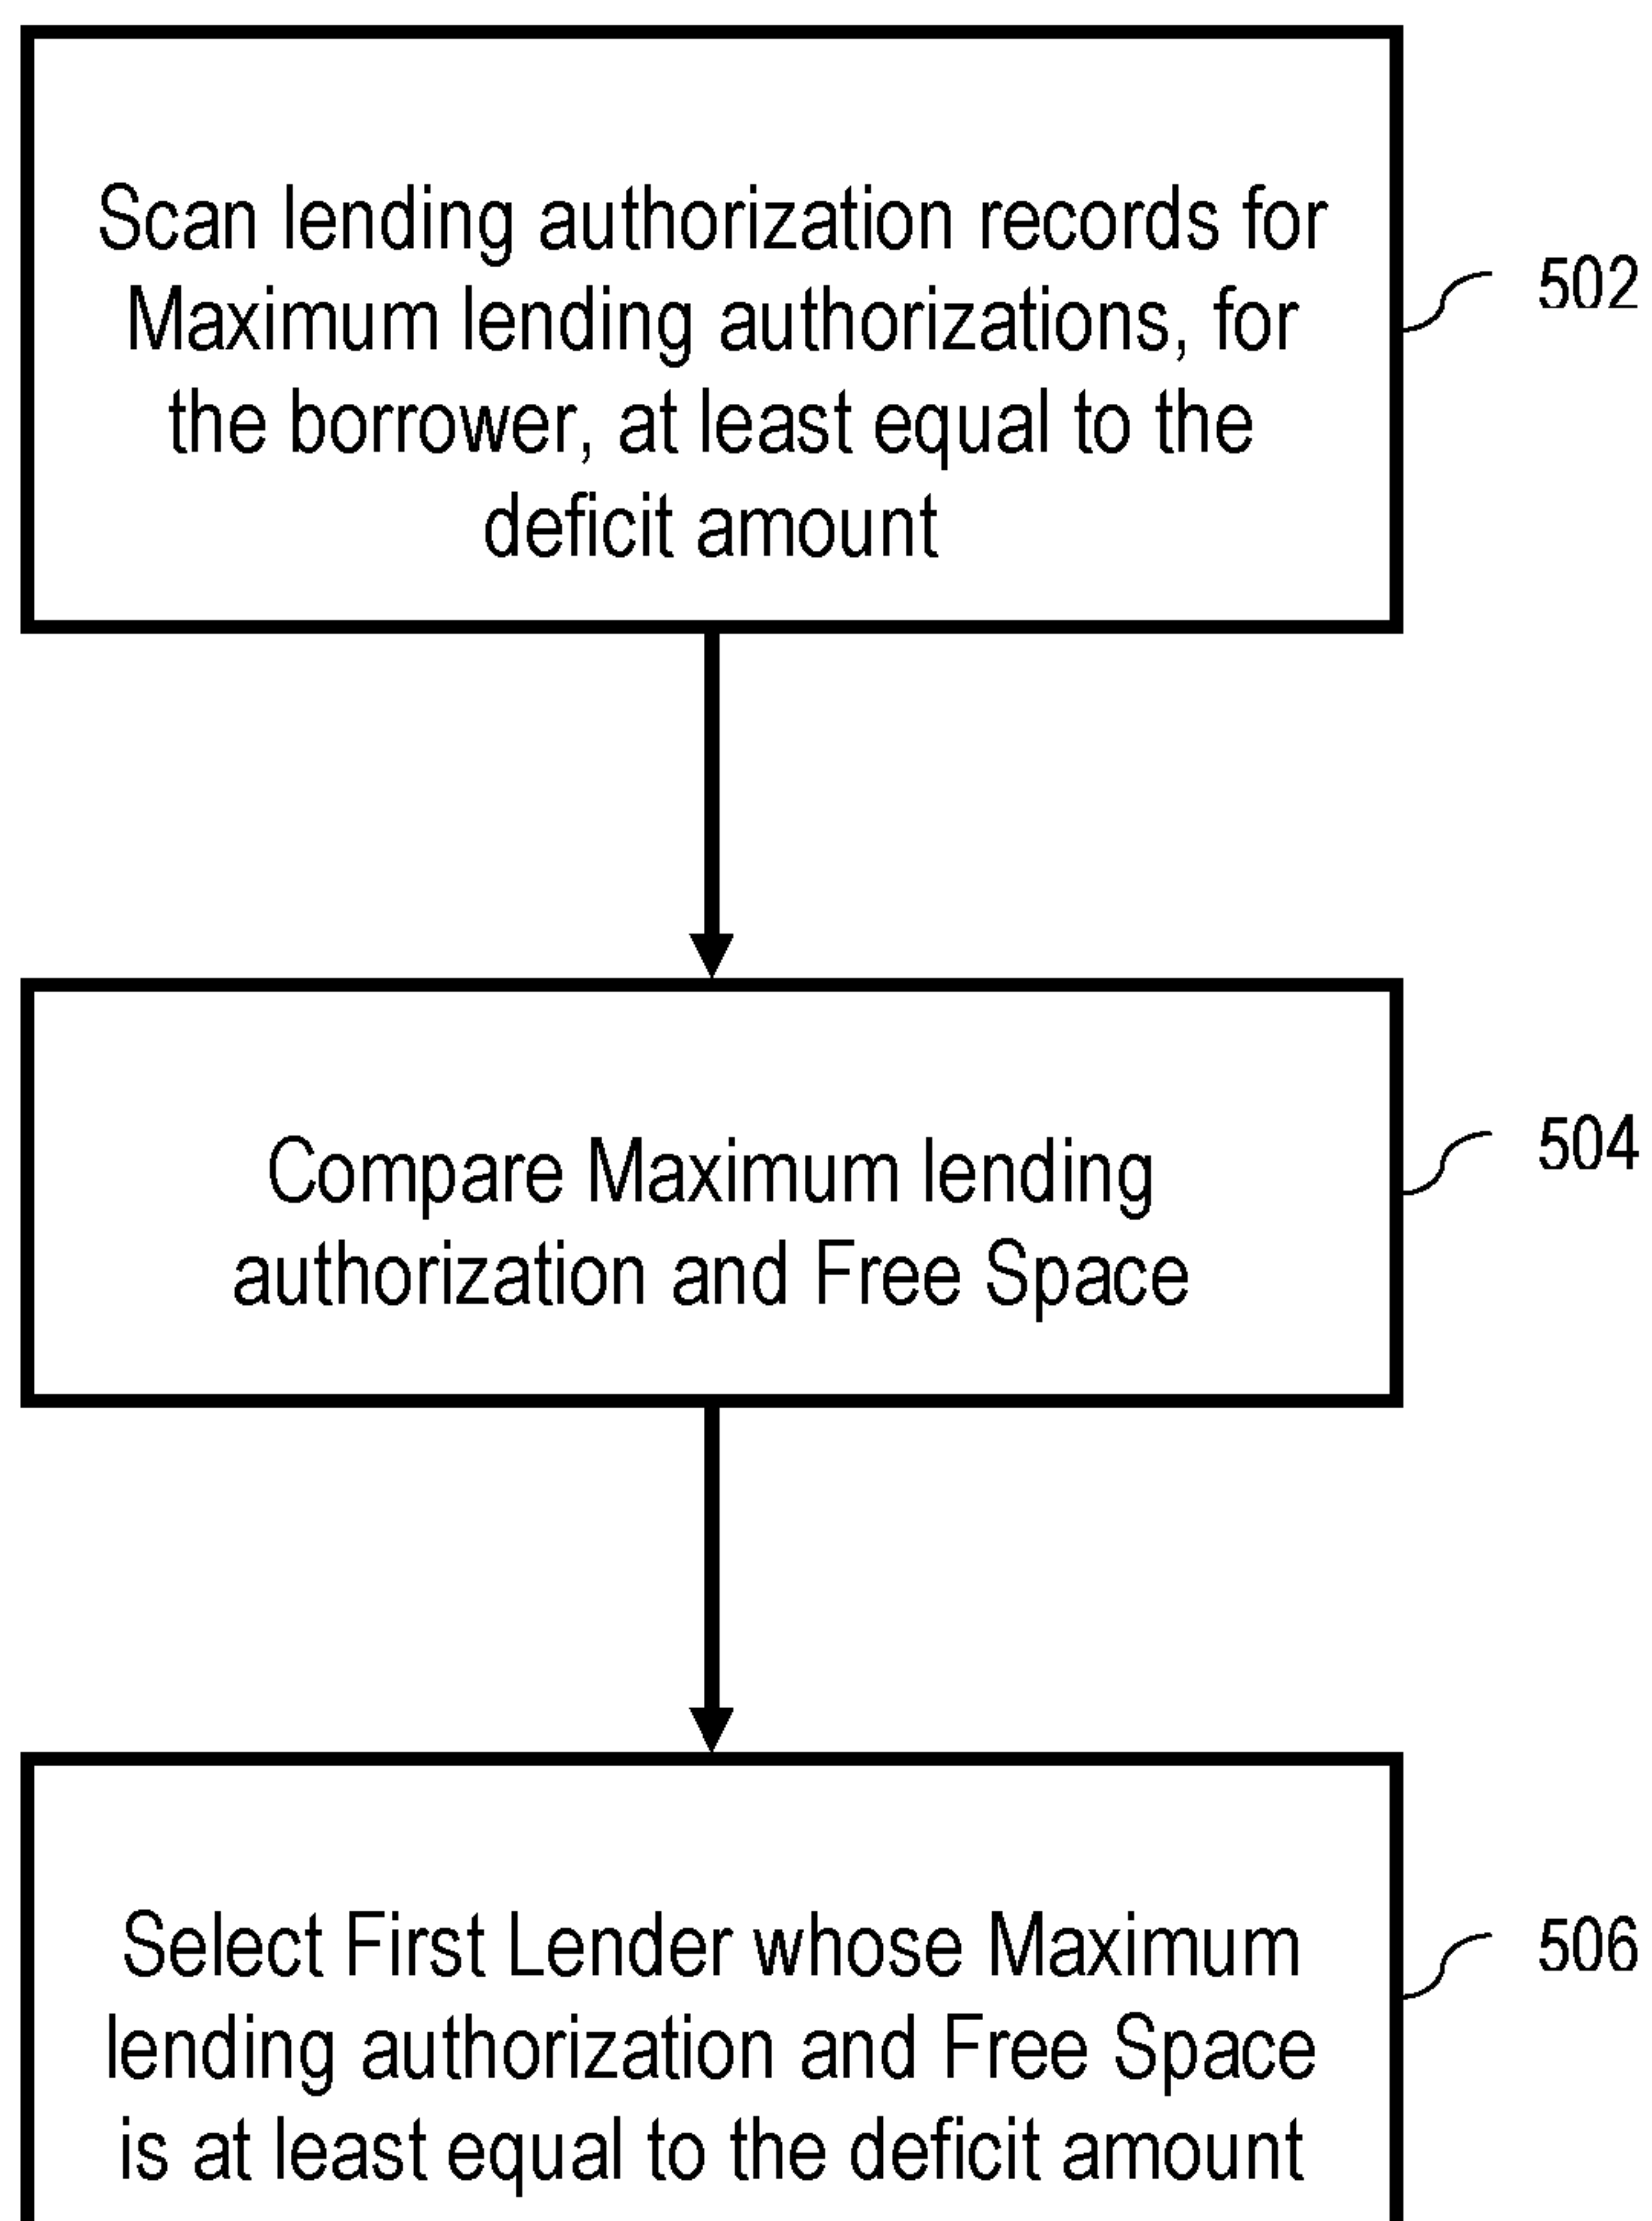 Scan lending authorization records for
Maximum lending authorizations, for
the borrower, at least equal to the
deficit amount
502
Compare Maximum lending
authorization and Free Space
504
Select First Lender whose Maximum
lending authorization and Free Space
is at least equal to the deficit amount
506